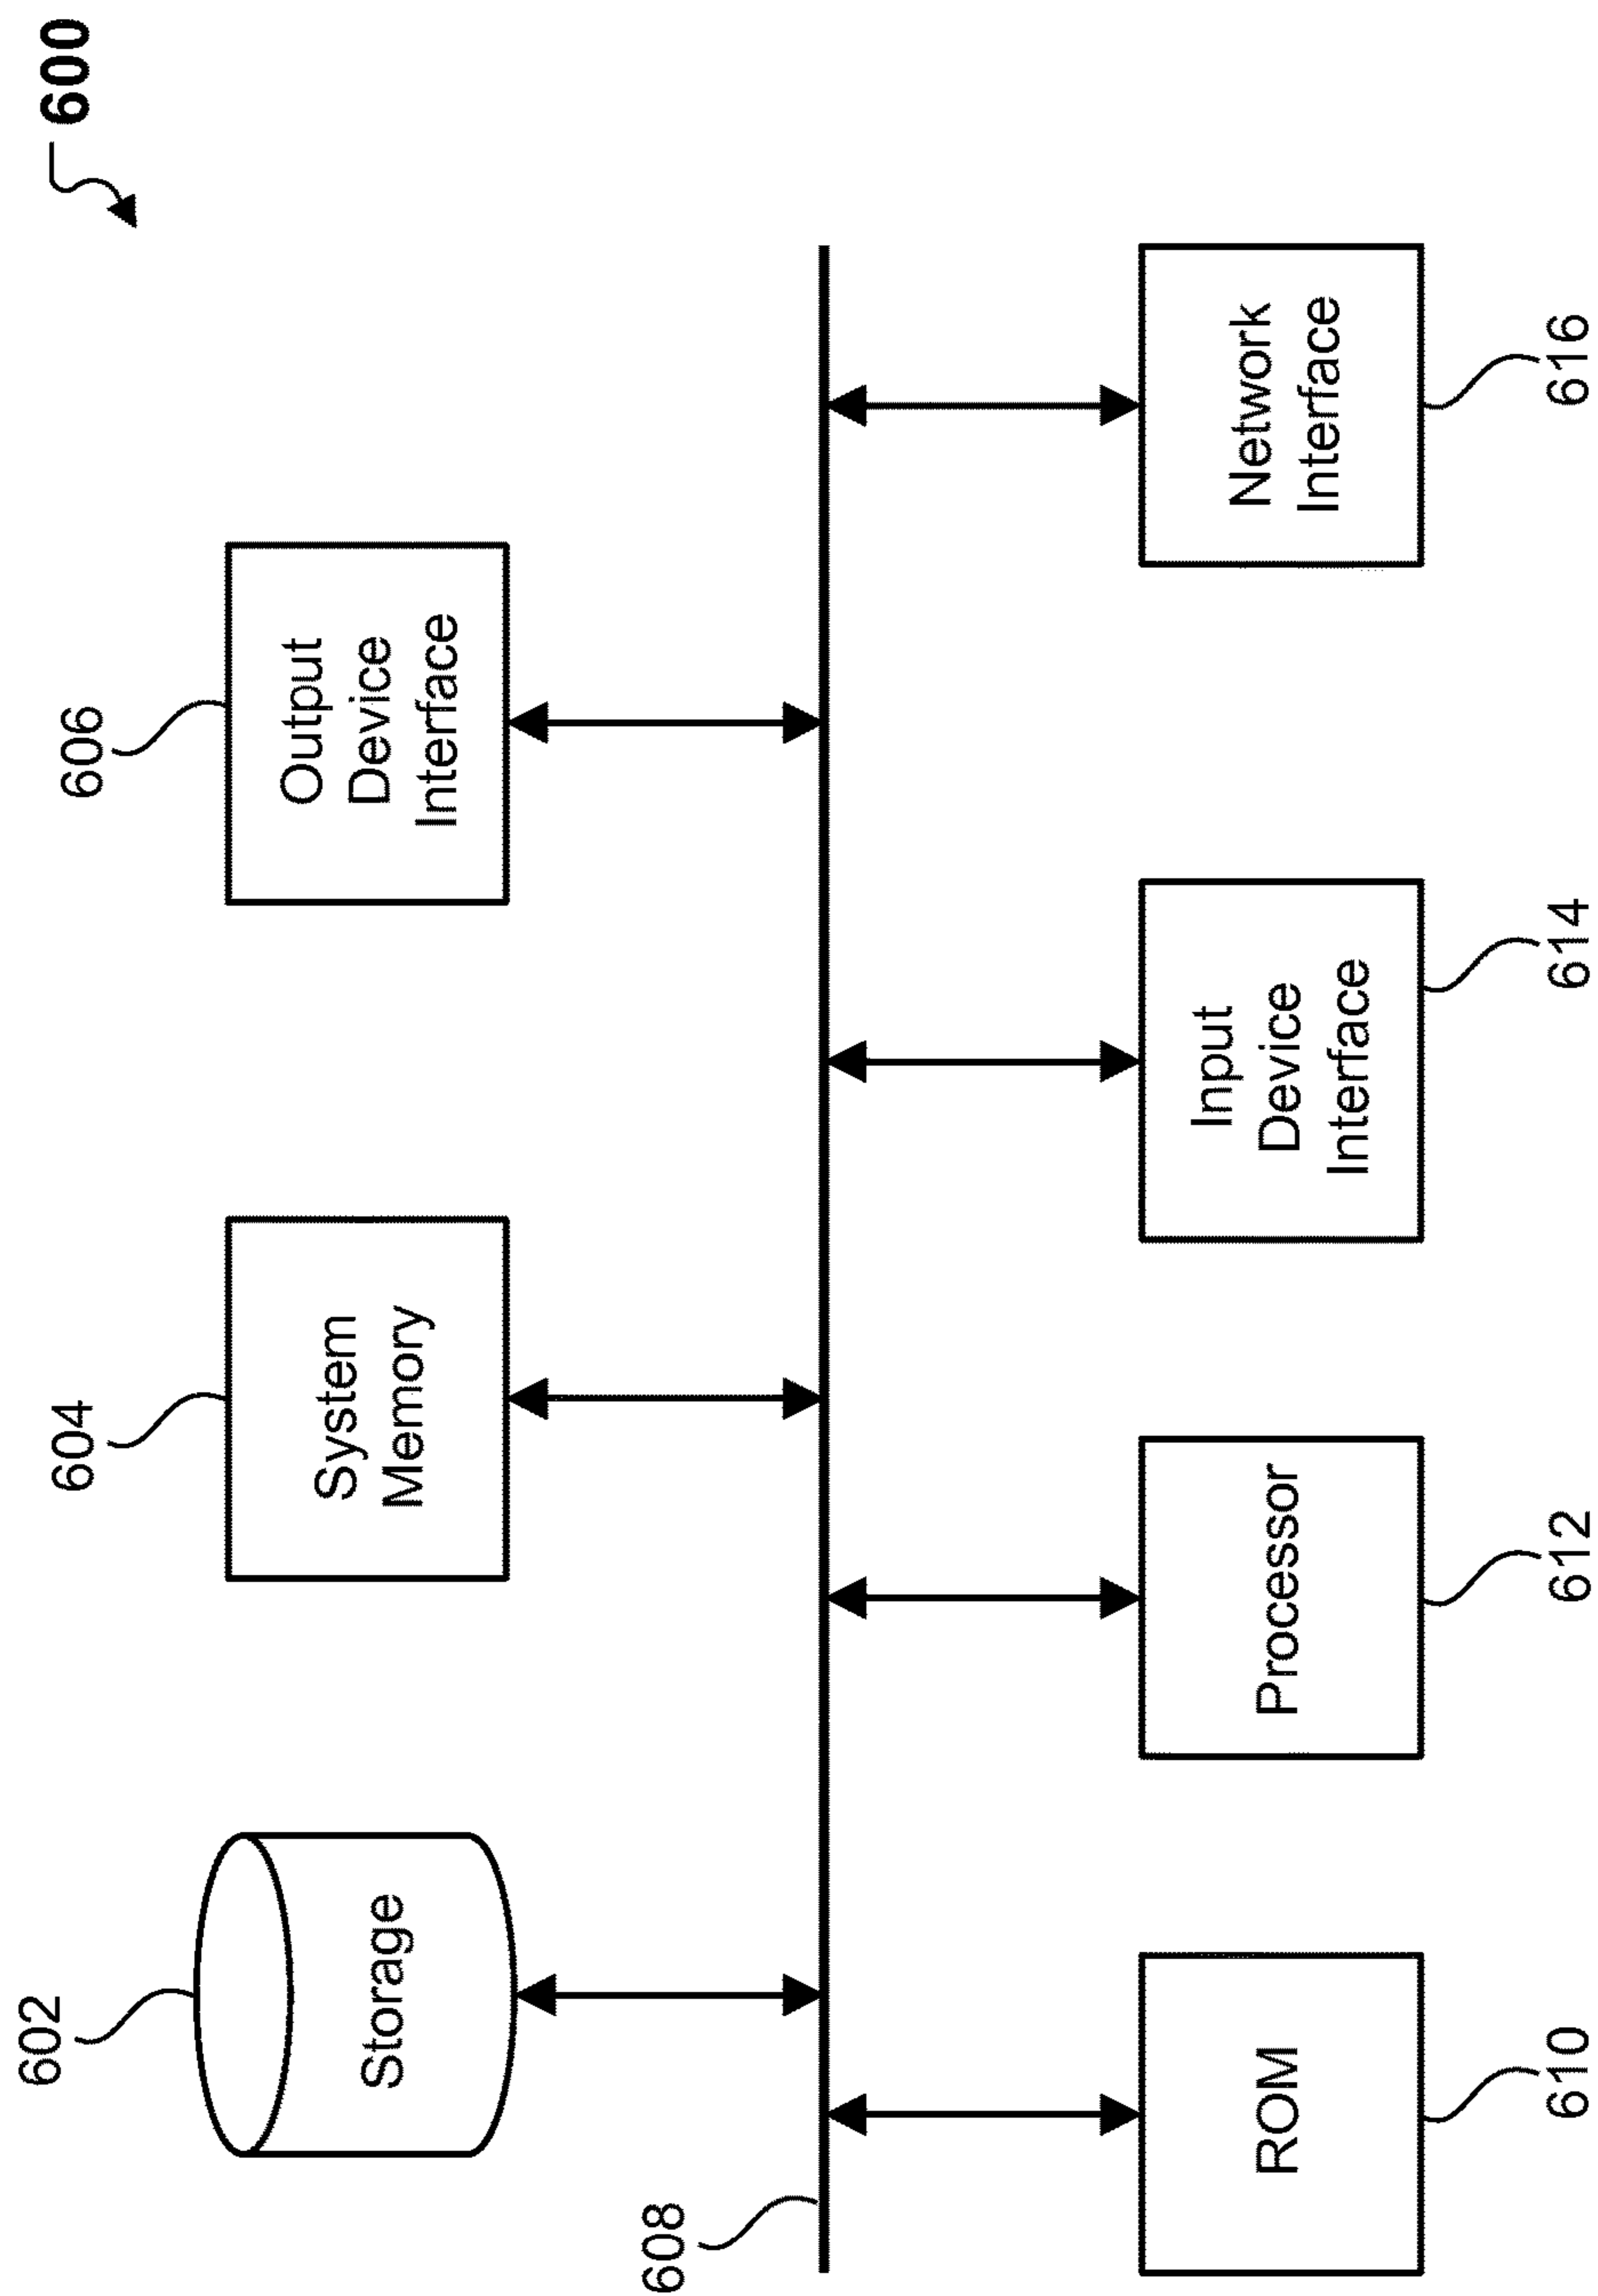 600
602
604
606
Storage
System
Memory
Output
Device
Interface
608
ROM
Processor
Input
Device
Interface
Network
Interface
610
612
614
616